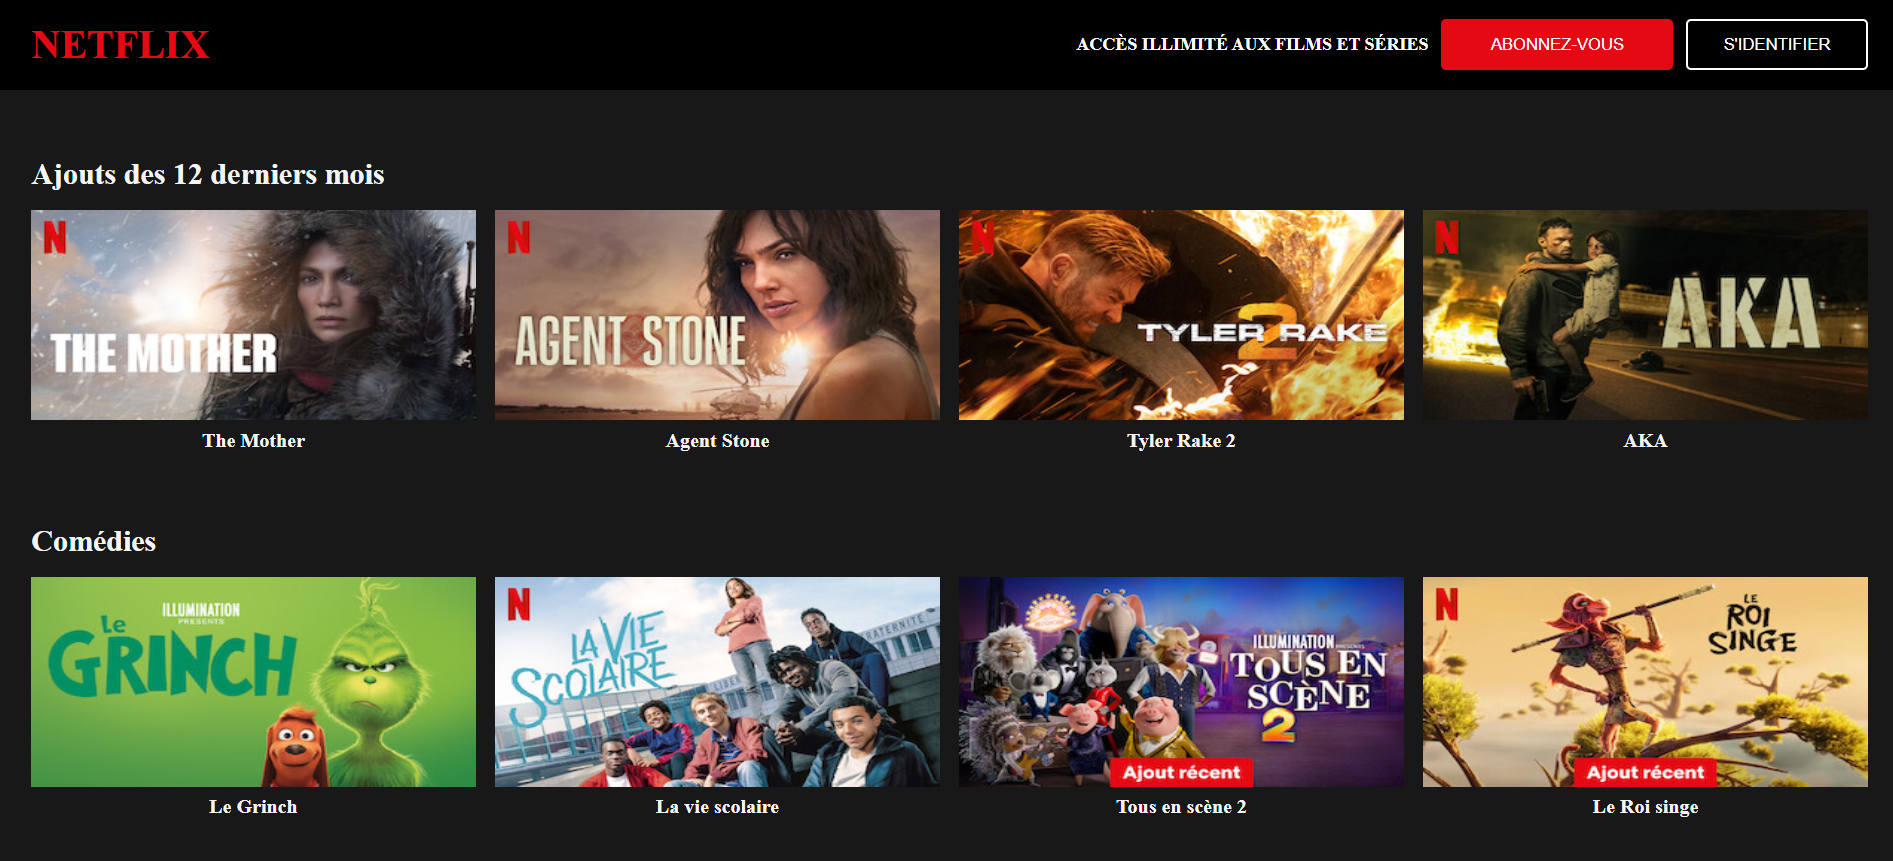 NETFLIX
ACCÈS ILLIMITÉ AUX FILMS ET SÉRIES
ABONNEZ-VOUS
S'IDENTIFIER
Ajouts des 12 derniers mois
N
THE MOTHER
N
AGENT STONE
N
TYLER RAKE
2
N
AKA
The Mother
Agent Stone
Tyler Rake 2
AKA
Comédies
ILLUMINATION
PRESENTS
Le
GRINCH
N
LA VIE
SCOLAIRE
FRATERNITÉ
ILLUMINATION PRESENTS
TOUS EN
SCÈNE
2
Ajout récent
N
LE
ROI
SINGE
Ajout récent
Le Grinch
La vie scolaire
Tous en scène 2
Le Roi singe